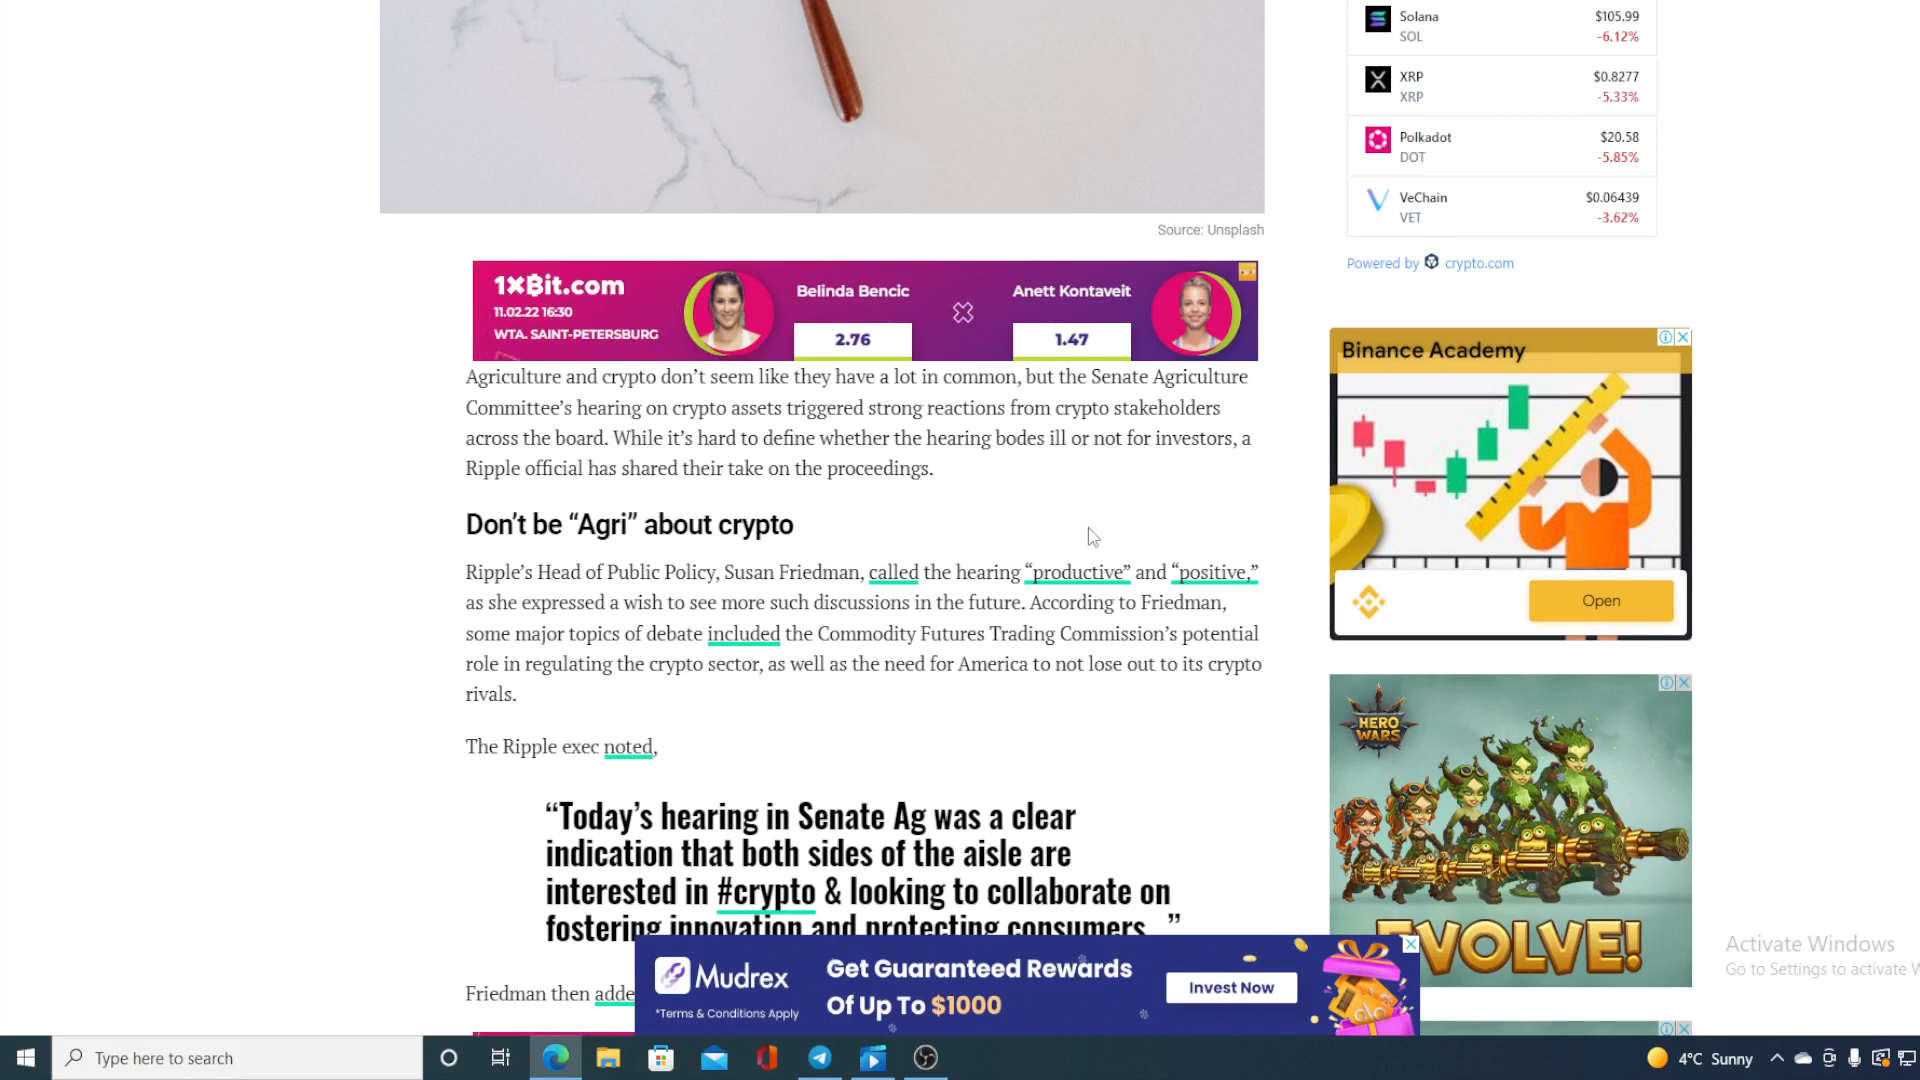 Solana
$105.99
SOL
-6.12%
XRP
$0.8277
XRP
-5.33%
Polkadot
$20.58
DOT
-5.85%
VeChain
$0.06439
VET
-3.62%
Powered by crypto.com
Source: Unsplash
1XBit.com
11.02.22 16:30
WTA. SAINT-PETERSBURG
Belinda Bencic
2.76
Anett Kontaveit
1.47
Agriculture and crypto don’t seem like they have a lot in common, but the Senate Agriculture
Committee’s hearing on crypto assets triggered strong reactions from crypto stakeholders
across the board. While it’s hard to define whether the hearing bodes ill or not for investors, a
Ripple official has shared their take on the proceedings.
Don’t be “Agri” about crypto
Ripple’s Head of Public Policy, Susan Friedman, called the hearing “productive” and “positive,”
as she expressed a wish to see more such discussions in the future. According to Friedman,
some major topics of debate included the Commodity Futures Trading Commission’s potential
role in regulating the crypto sector, as well as the need for America to not lose out to its crypto
rivals.
The Ripple exec noted,
“Today’s hearing in Senate Ag was a clear
indication that both sides of the aisle are
interested in #crypto & looking to collaborate on
fostering innovation and protecting consumers…”
Friedman then adde
Binance Academy
Open
HERO
WARS
EVOLVE!
Mudrex
*Terms & Conditions Apply
Get Guaranteed Rewards
Of Up To $1000
Invest Now
Activate Windows
Go to Settings to activate W
Type here to search
4°C Sunny